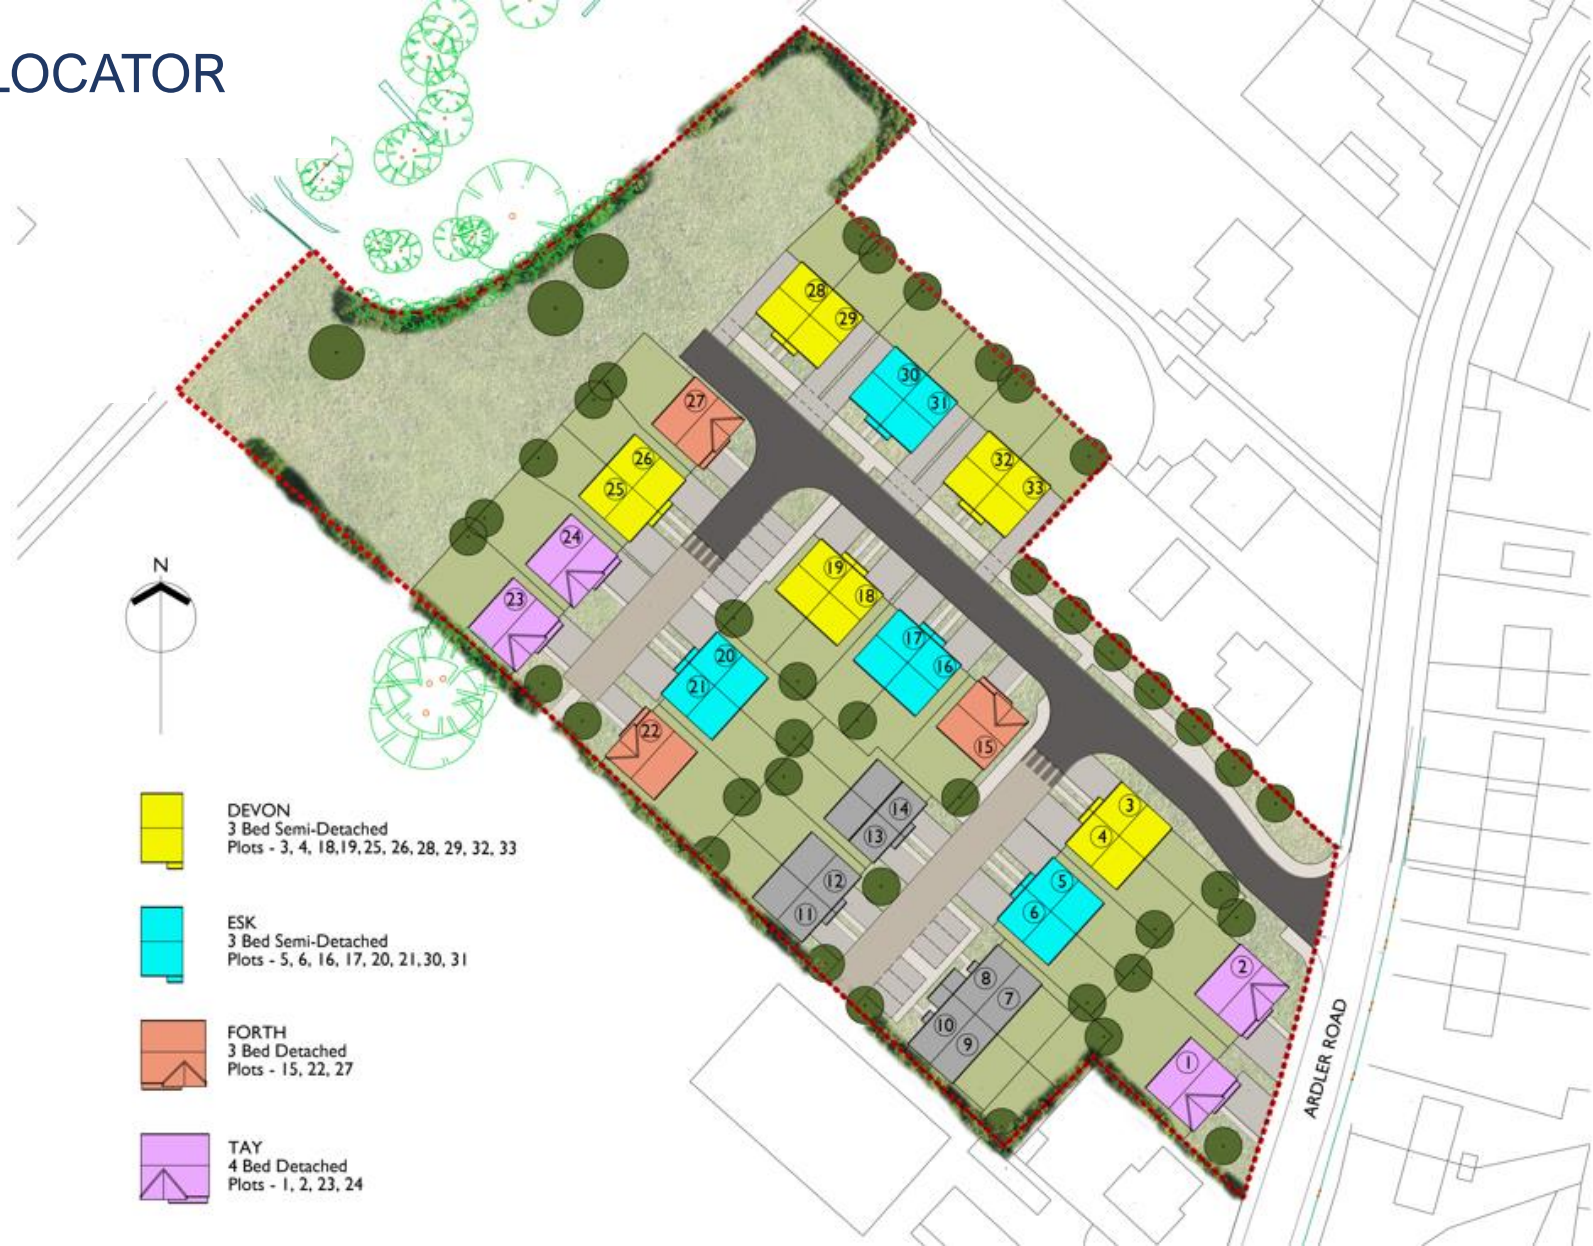 LOCATOR
28
29
30
31
27
32
33
26
25
24
19
18
23
17
16
20
21
22
15
14
13
3
4
12
11
5
6
8
7
10
9
2
1
N
ARDLER ROAD
DEVON
3 Bed Semi-Detached
Plots - 3, 4, 18,19, 25, 26, 28, 29, 32, 33
ESK
3 Bed Semi-Detached
Plots - 5, 6, 16, 17, 20, 21,30, 31
FORTH
3 Bed Detached
Plots - 15, 22, 27
TAY
4 Bed Detached
Plots - 1, 2, 23, 24